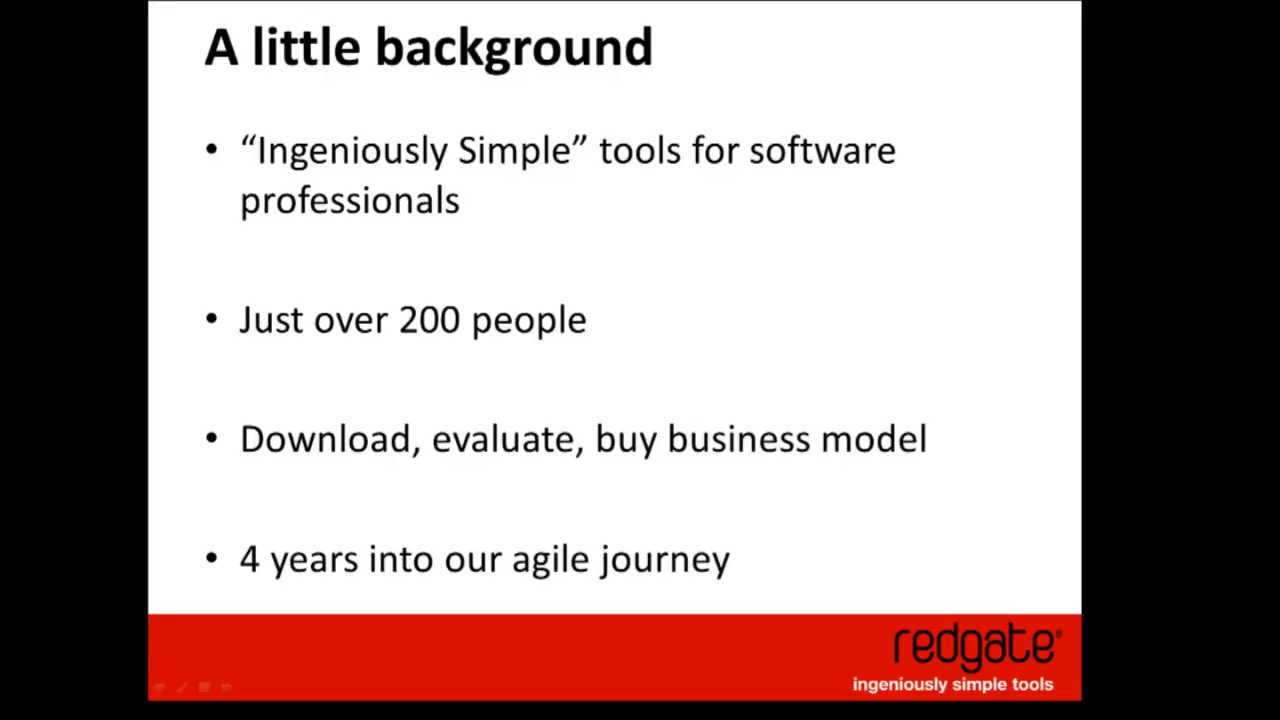 A little background
• “Ingeniously Simple” tools for software
professionals
• Just over 200 people
• Download, evaluate, buy business model
• 4 years into our agile journey
redgate®
ingeniously simple tools